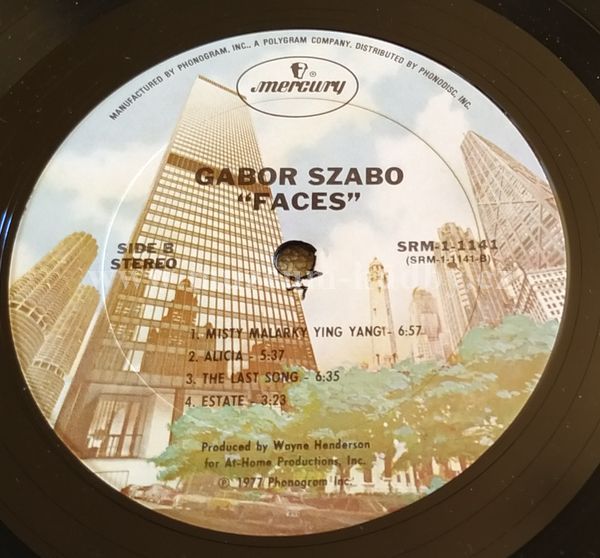 MANUFACTURED BY PHONOGRAM, INC., A POLYGRAM COMPANY, DISTRIBUTED BY PHONODISC, INC.
® mercury
GABOR SZABO
"FACES"
SIDE B
STEREO
SRM-1-1141
(SRM-1-1141-B)
1. MISTY MALARKY YING YANG†- 6:57
2. ALICIA - 5:37
3. THE LAST SONG - 6:35
4. ESTATE - 3:23
Produced by Wayne Henderson
for At-Home Productions, Inc.
℗ 1977 Phonogram Inc.